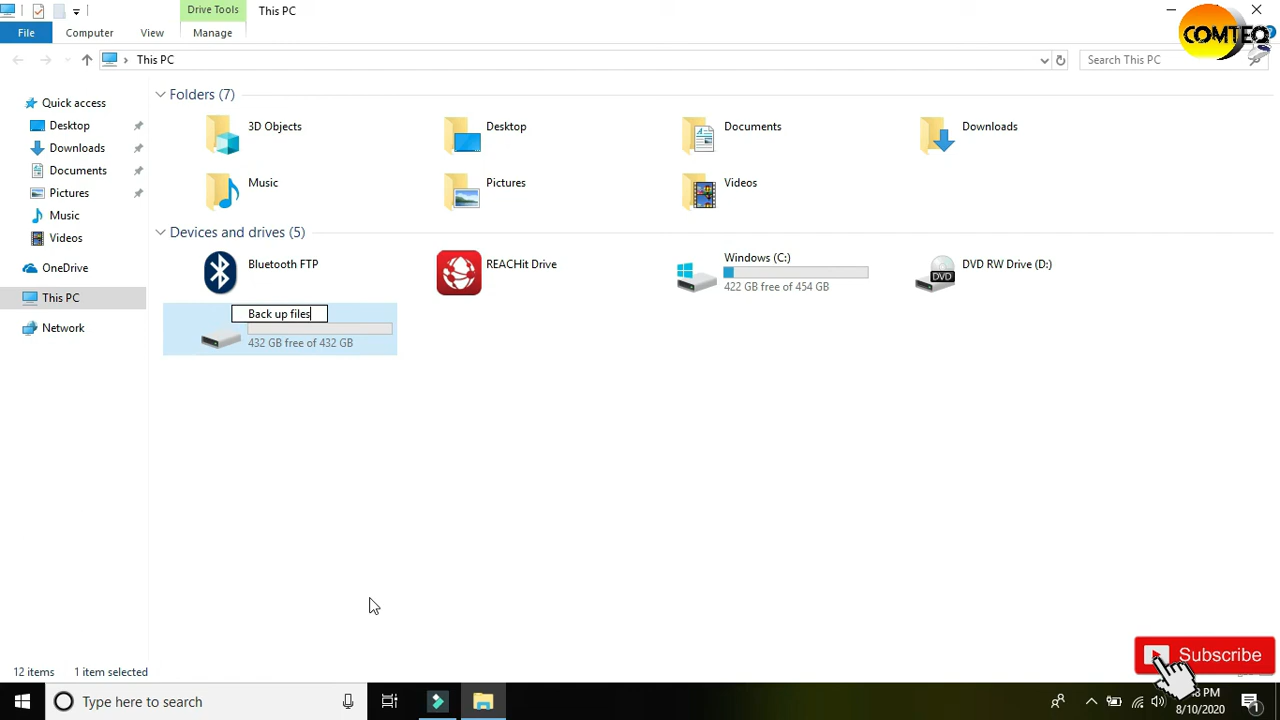 Drive Tools
This PC
COMTEQ
File
Computer
View
Manage
This PC
Search This PC
Quick access
Desktop
Downloads
Documents
Pictures
Music
Videos
OneDrive
This PC
Network
Folders (7)
3D Objects
Desktop
Documents
Downloads
Music
Pictures
Videos
Devices and drives (5)
Bluetooth FTP
REACHit Drive
Windows (C:)
422 GB free of 454 GB
DVD RW Drive (D:)
DVD
Back up files
432 GB free of 432 GB
12 items
1 item selected
Subscribe
Type here to search
PM
8/10/2020
1